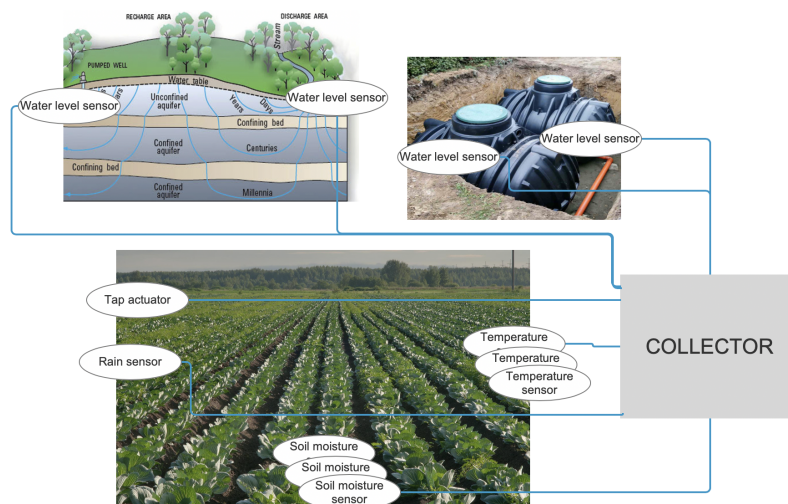 RECHARGE AREA
DISCHARGE AREA
Stream
PUMPED WELL
Water table
Water level sensor
Water level sensor
Unconfined
aquifer
Years
Days
Confining bed
Confined
aquifer
Centuries
Confining bed
Confined
aquifer
Millennia
Water level sensor
Water level sensor
Tap actuator
Rain sensor
Temperature
Temperature
Temperature
sensor
COLLECTOR
Soil moisture
Soil moisture
Soil moisture
sensor